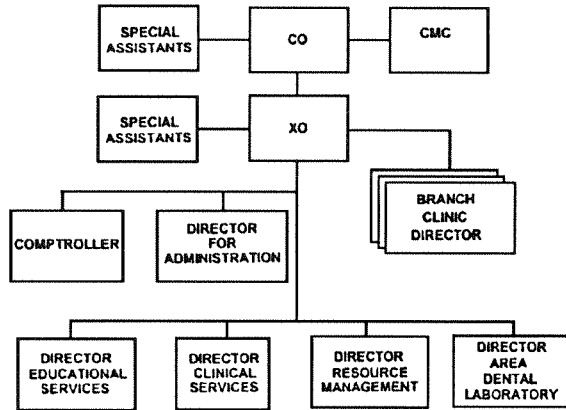 SPECIAL
ASSISTANTS
CO
CMC
SPECIAL
ASSISTANTS
XO
BRANCH
CLINIC
DIRECTOR
COMPTROLLER
DIRECTOR
FOR
ADMINISTRATION
DIRECTOR
EDUCATIONAL
SERVICES
DIRECTOR
CLINICAL
SERVICES
DIRECTOR
RESOURCE
MANAGEMENT
DIRECTOR
AREA
DENTAL
LABORATORY